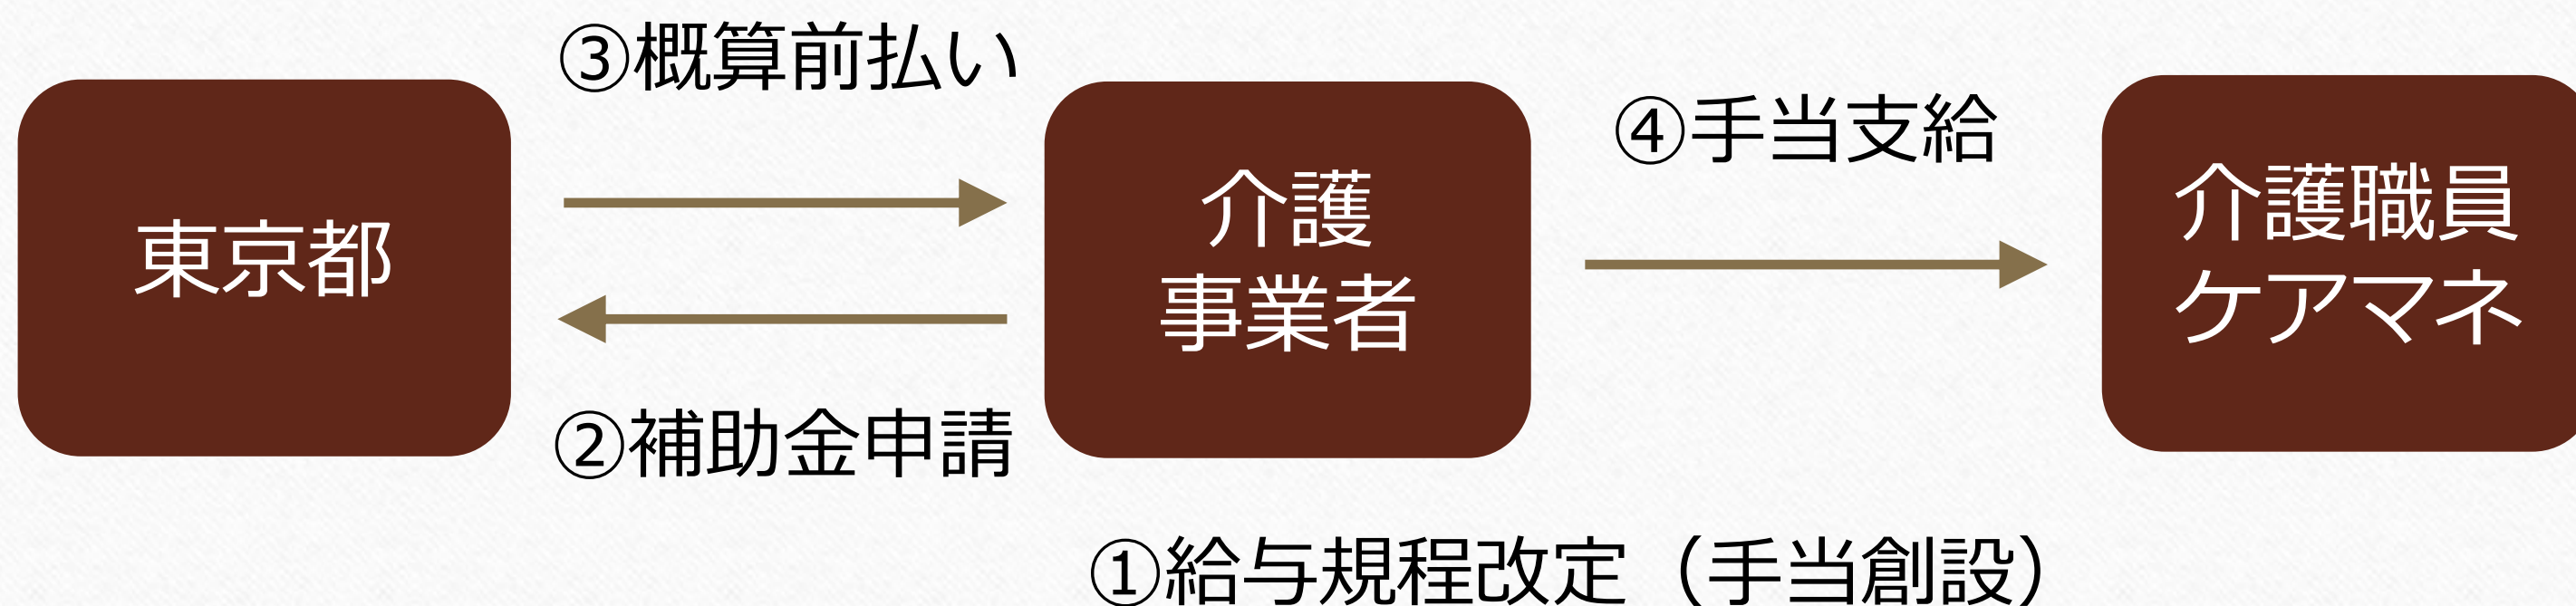 ③概算前払い
④手当支給
東京都
介護
事業者
介護職員
ケアマネ
②補助金申請
①給与規程改定（手当創設）